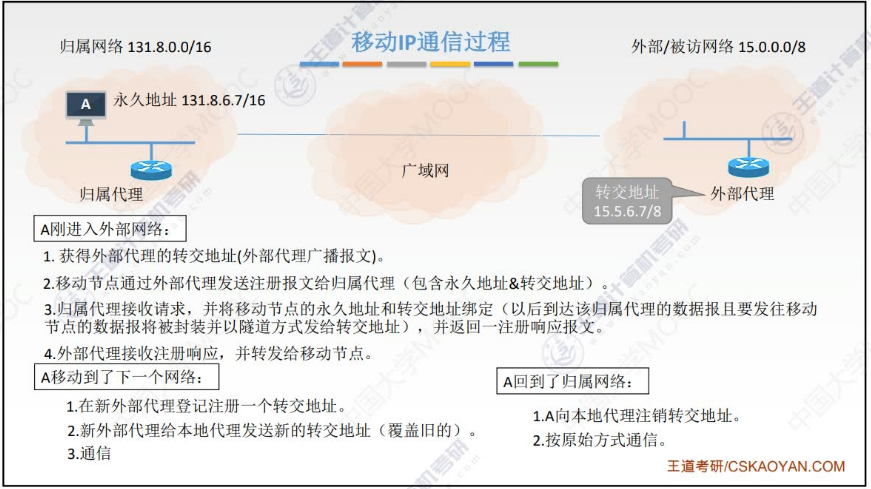 移动IP通信过程
归属网络 131.8.0.0/16
外部/被访网络 15.0.0.0/8
A
永久地址 131.8.6.7/16
广域网
归属代理
转交地址
15.5.6.7/8
外部代理
A刚进入外部网络：
1. 获得外部代理的转交地址(外部代理广播报文)。
2.移动节点通过外部代理发送注册报文给归属代理（包含永久地址&转交地址）。
3.归属代理接收请求，并将移动节点的永久地址和转交地址绑定（以后到达该归属代理的数据报且要发往移动
节点的数据报将被封装并以隧道方式发给转交地址），并返回一注册响应报文。
4.外部代理接收注册响应，并转发给移动节点。
A移动到了下一个网络：
1.在新外部代理登记注册一个转交地址。
2.新外部代理给本地代理发送新的转交地址（覆盖旧的）。
3.通信
A回到了归属网络：
1.A向本地代理注销转交地址。
2.按原始方式通信。
王道考研/CSKAOYAN.COM